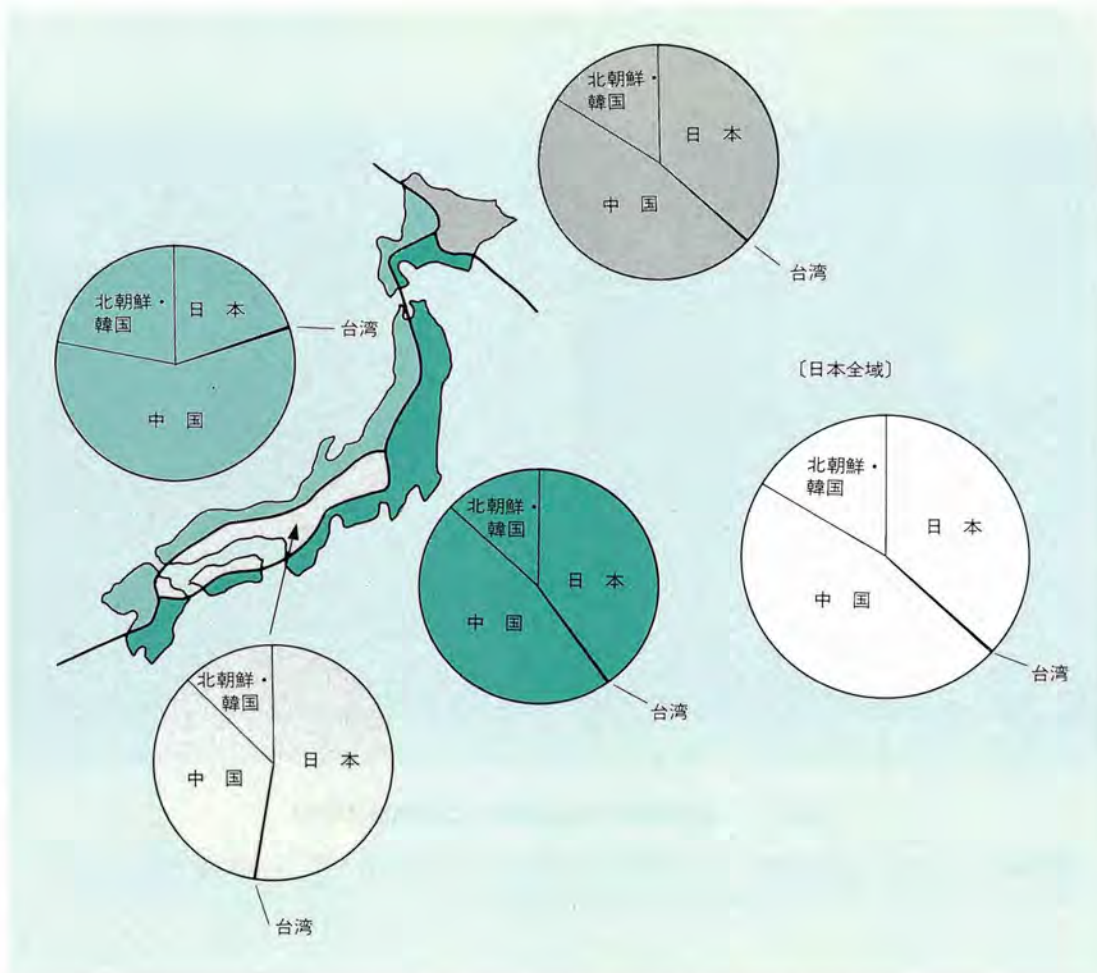 北朝鮮・
韓国
日 本
中 国
台湾
北朝鮮・
韓国
日 本
中 国
台湾
〔日本全域〕
北朝鮮・
韓国
日 本
中 国
台湾
北朝鮮・
韓国
日 本
中 国
台湾
北朝鮮・
韓国
日 本
中 国
台湾